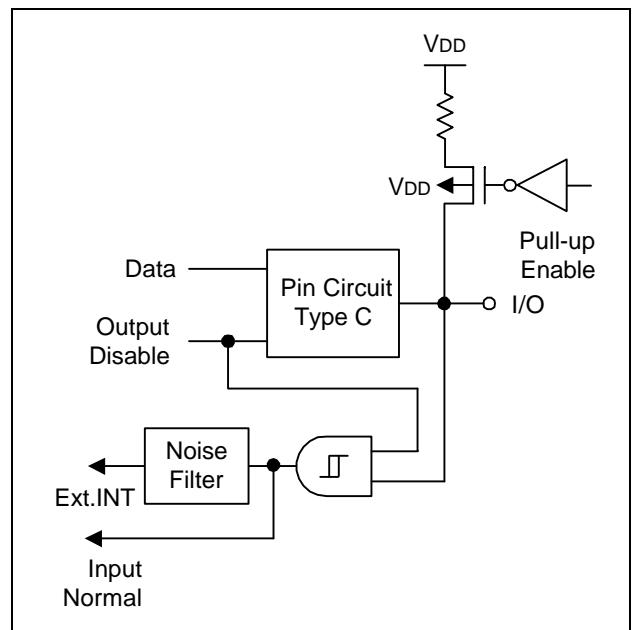 VDD
VDD
Pull-up
Enable
Data
Pin Circuit
Type C
I/O
Output
Disable
Noise
Filter
Ext.INT
Input
Normal